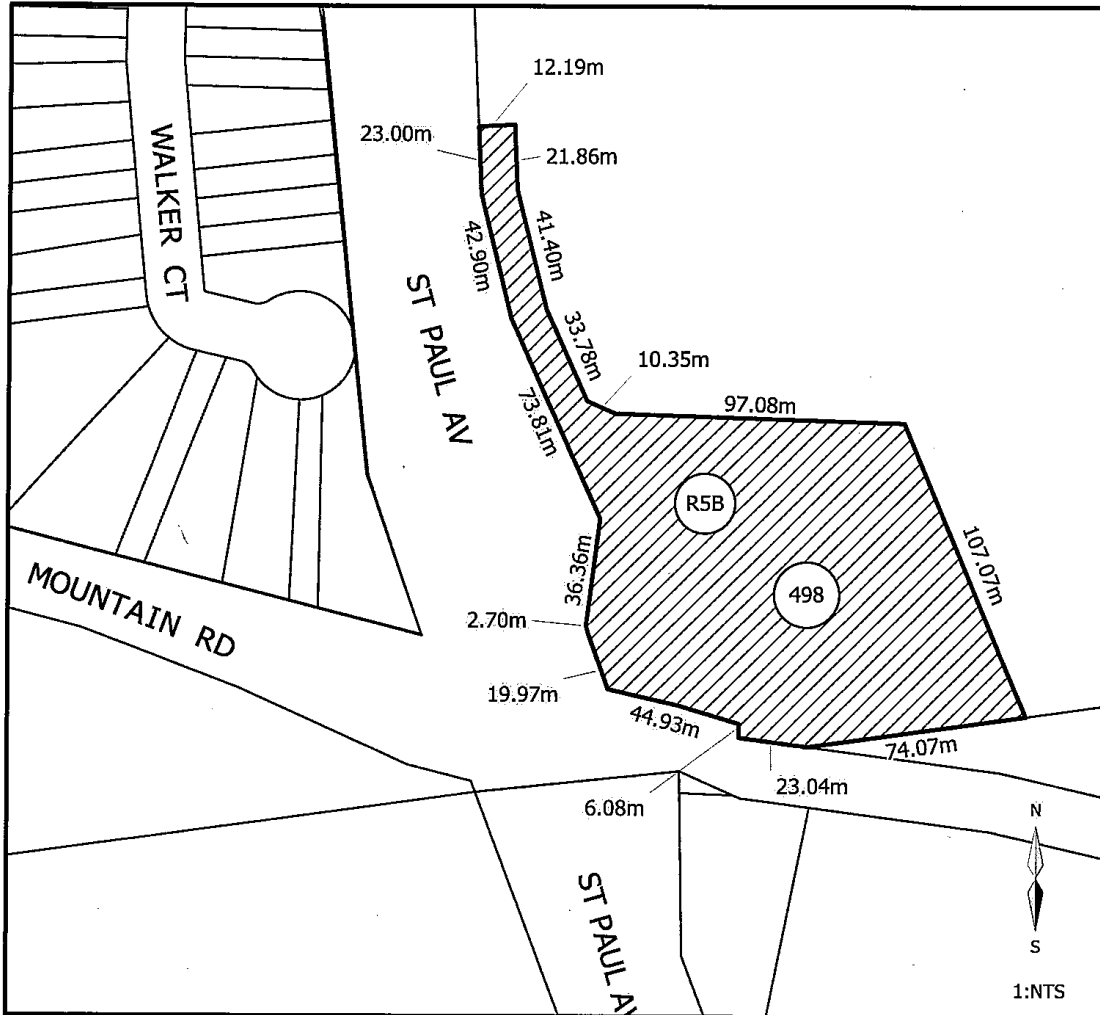 12.19m
23.00m
21.86m
WALKER CT
42.90m
41.40m
ST PAUL AV
33.78m
10.35m
73.81m
97.08m
R5B
36.36m
107.07m
498
MOUNTAIN RD
2.70m
19.97m
44.93m
74.07m
6.08m
23.04m
N
ST PAUL AV
S
1:NTS